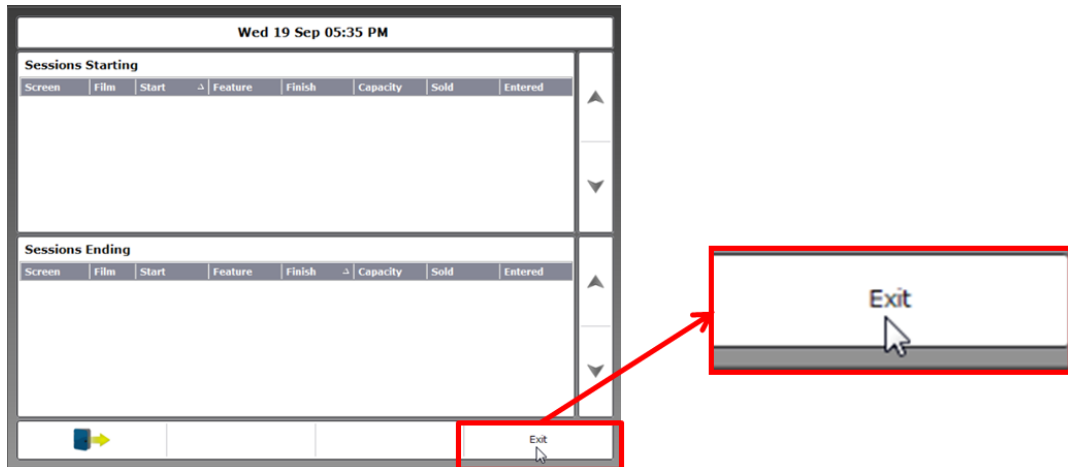 Wed 19 Sep 05:35 PM
Sessions Starting
Screen Film Start Feature Finish Capacity Sold Entered
Sessions Ending
Screen Film Start Feature Finish Capacity Sold Entered
Exit
Exit